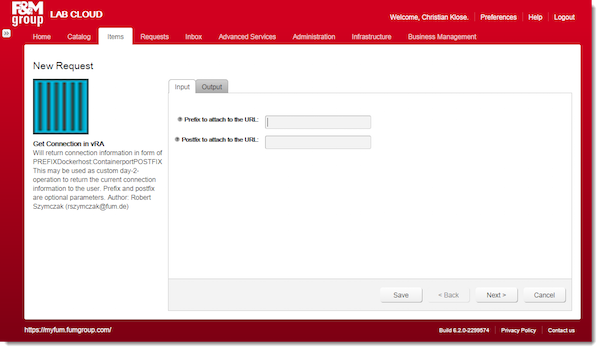 F&M
group
LAB CLOUD
Welcome, Christian Klose. Preferences Help Logout
Home Catalog Items Requests Inbox Advanced Services Administration Infrastructure Business Management
New Request
Input Output
Prefix to attach to the URL:
Postfix to attach to the URL:
Get Connection in vRA
Will return connection information in form of
PREFIXDockerhost:ContainerportPOSTFIX
This may be used as custom day-2-
operation to return the current connection
information to the user. Prefix and postfix
are optional parameters. Author: Robert
Szymczak (rszymczak@fum.de)
Save < Back Next > Cancel
https://myfum.fumgroup.com/
Build 6.2.0-2299574 Privacy Policy Contact us